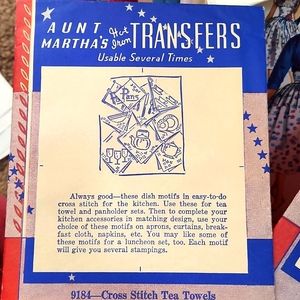 AUNT MARTHA'S Hot Iron TRANSFERS
Usable Several Times
Pans
Always good—these dish motifs in easy-to-do
cross stitch for the kitchen. Use these for tea
towel and panholder sets. Then to complete your
kitchen accessories in matching design, use your
choice of these motifs on aprons, curtains, break-
fast cloth, napkins, etc. You may like some of
these motifs for a luncheon set, too. Each motif
will give you several stampings.
9184—Cross Stitch Tea Towels